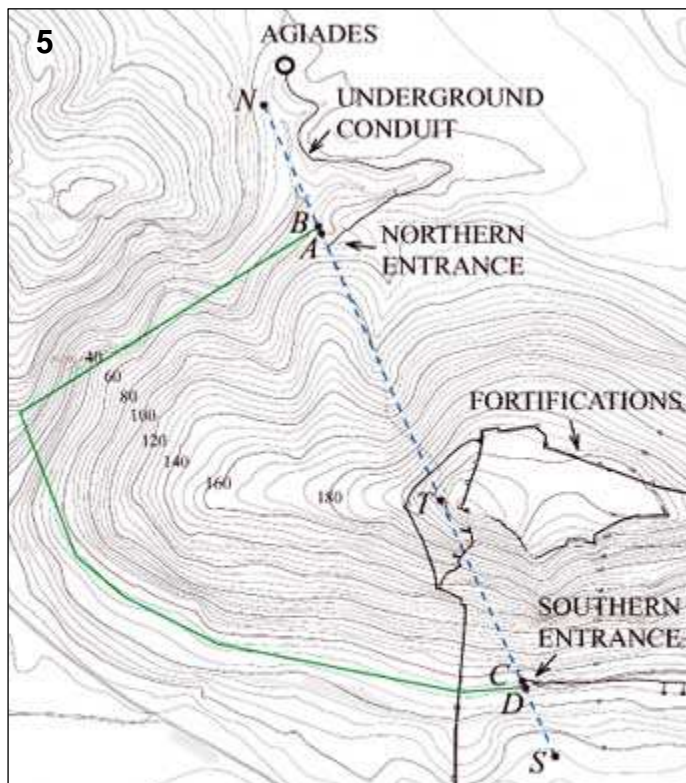 5
AGIADES
N
UNDERGROUND
CONDUIT
B
A
NORTHERN
ENTRANCE
40
60
80
100
120
140
160
180
FORTIFICATIONS
T
SOUTHERN
ENTRANCE
C
D
S